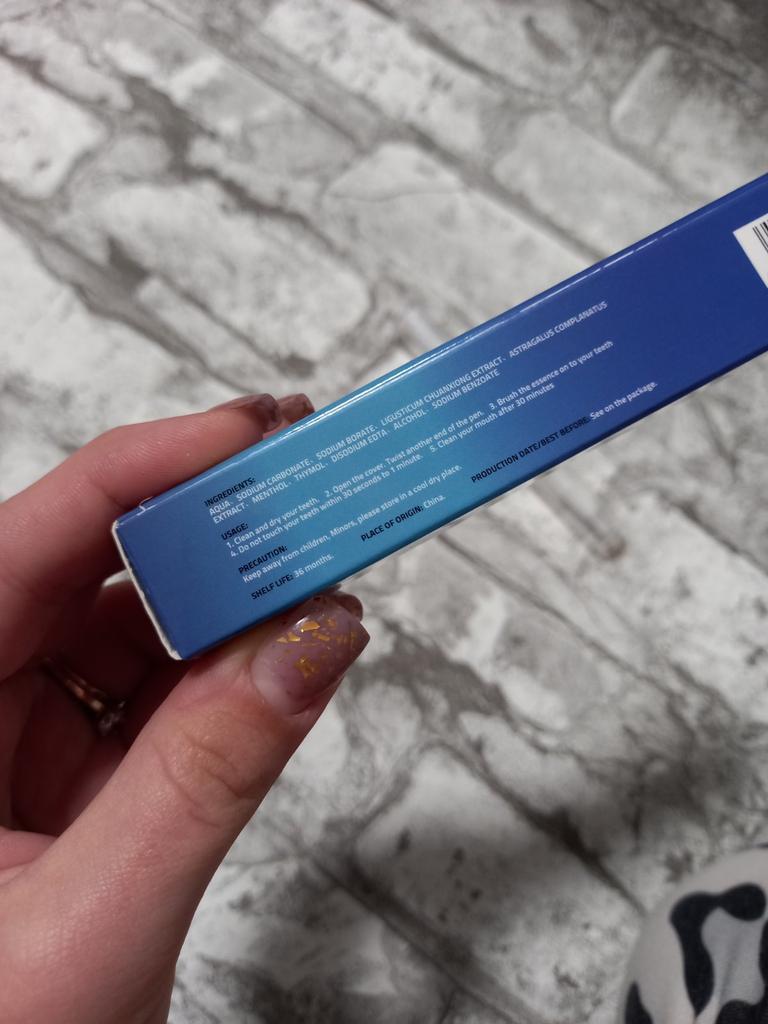 INGREDIENTS:
AQUA、SODIUM CARBONATE、SODIUM BORATE、LIGUSTICUM CHUANXIONG EXTRACT、ASTRAGALUS COMPLANATUS
EXTRACT、MENTHOL、THYMOL、DISODIUM EDTA、ALCOHOL、SODIUM BENZOATE
USAGE:
1. Clean and dry your teeth. 2. Open the cover. Twist another end of the pen. 3. Brush the essence on to your teeth
4. Do not touch your teeth within 30 seconds to 1 minute. 5. Clean your mouth after 30 minutes
PRECAUTION:
Keep away from children. Minors, please store in a cool dry place.
SHELF LIFE: 36 months. PLACE OF ORIGIN: China. PRODUCTION DATE/BEST BEFORE: See on the package.